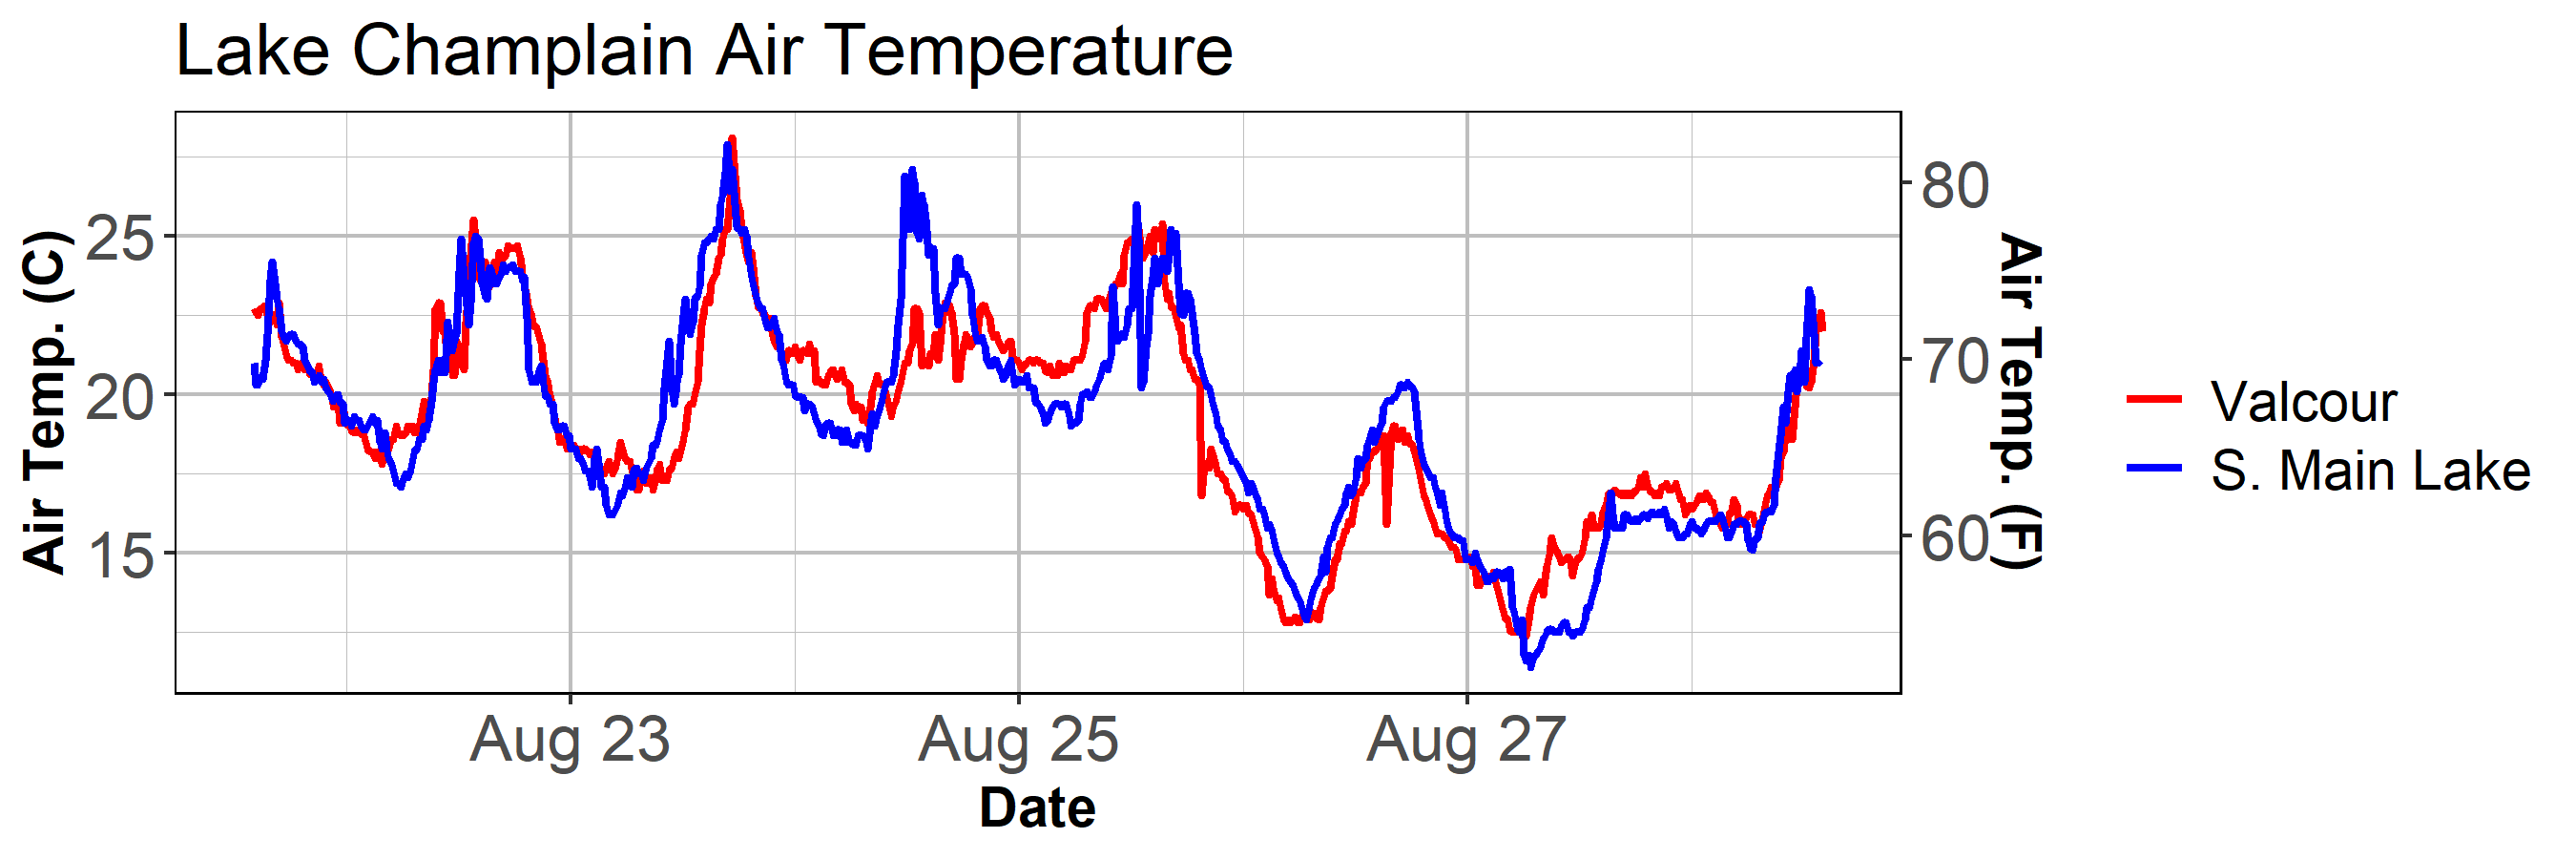 Lake Champlain Air Temperature
Air Temp. (C)
25
20
15
80
70
60
Air Temp. (F)
Aug 23
Aug 25
Aug 27
Date
Valcour
S. Main Lake